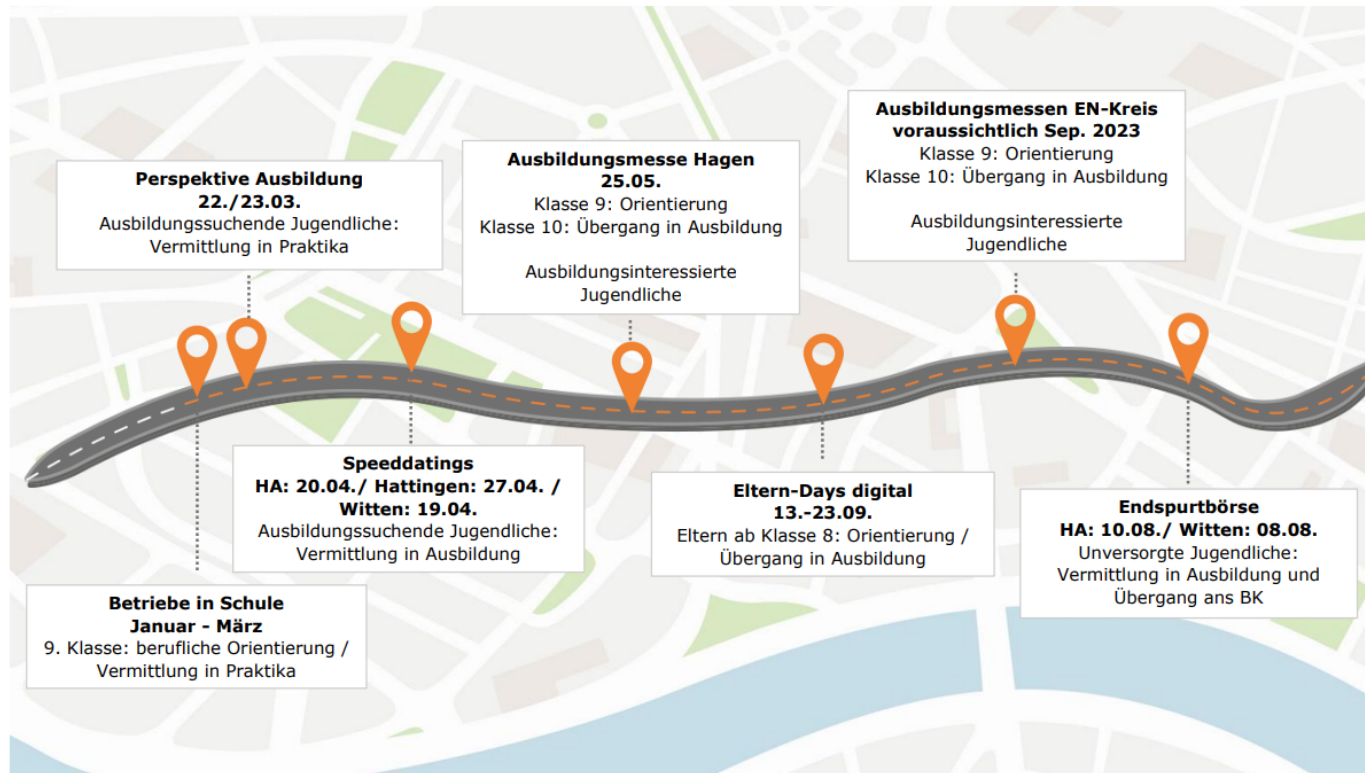 Perspektive Ausbildung
22./23.03.
Ausbildungssuchende Jugendliche:
Vermittlung in Praktika
Ausbildungsmesse Hagen
25.05.
Klasse 9: Orientierung
Klasse 10: Übergang in Ausbildung
Ausbildungsinteressierte
Jugendliche
Ausbildungsmessen EN-Kreis
voraussichtlich Sep. 2023
Klasse 9: Orientierung
Klasse 10: Übergang in Ausbildung
Ausbildungsinteressierte
Jugendliche
Betriebe in Schule
Januar - März
9. Klasse: berufliche Orientierung /
Vermittlung in Praktika
Speeddatings
HA: 20.04./ Hattingen: 27.04. /
Witten: 19.04.
Ausbildungssuchende Jugendliche:
Vermittlung in Ausbildung
Eltern-Days digital
13.-23.09.
Eltern ab Klasse 8: Orientierung /
Übergang in Ausbildung
Endspurtbörse
HA: 10.08./ Witten: 08.08.
Unversorgte Jugendliche:
Vermittlung in Ausbildung und
Übergang ans BK